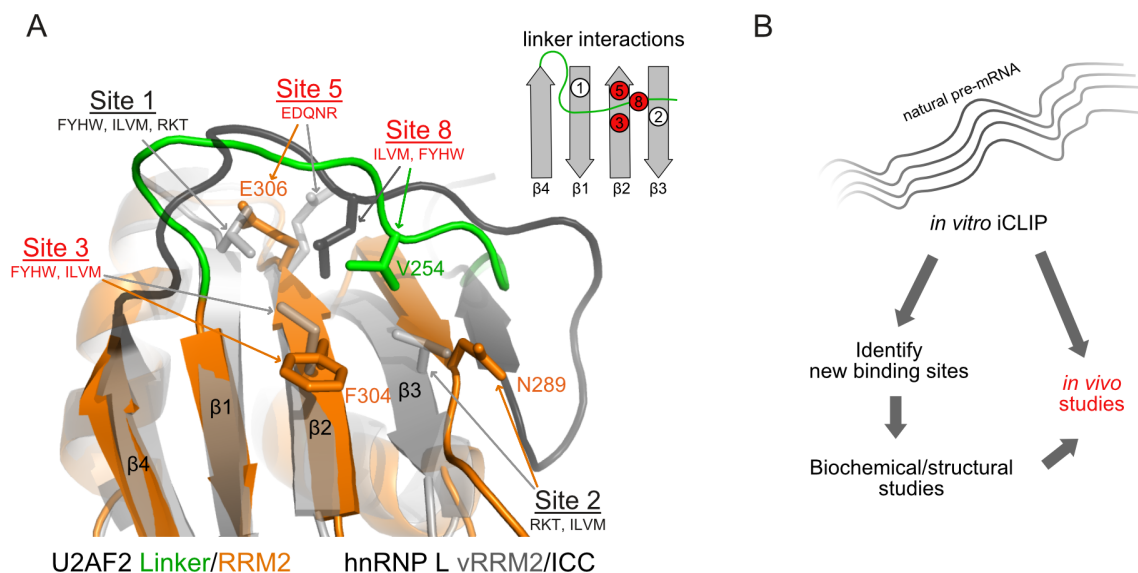 A
linker interactions
1
5
8
3
2
β4
β1
β2
β3
Site 1
FYHW, ILVM, RKT
Site 5
EDQNR
Site 8
ILVM, FYHW
E306
Site 3
FYHW, ILVM
V254
F304
N289
β4
β1
β2
β3
Site 2
RKT, ILVM
U2AF2 Linker/RRM2
hnRNP L vRRM2/ICC
B
natural pre-mRNA
in vitro iCLIP
Identify
new binding sites
in vivo
studies
Biochemical/structural
studies